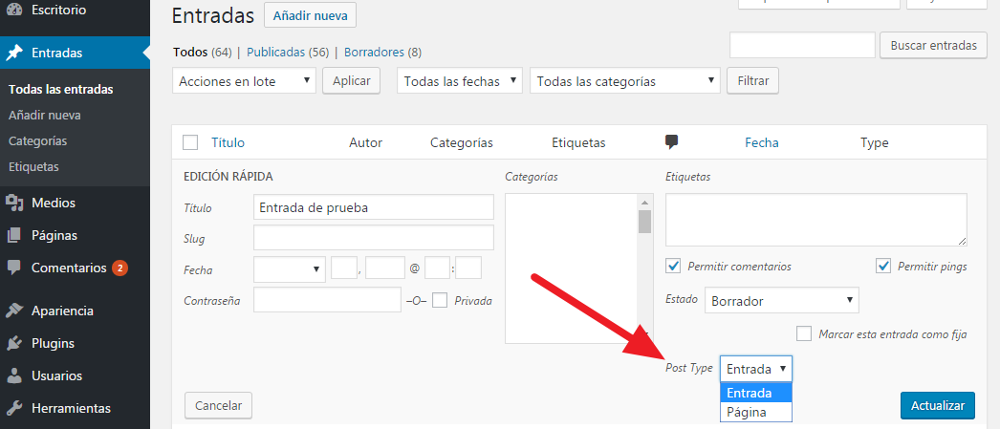 Escritorio
Entradas
Todas las entradas
Añadir nueva
Categorías
Etiquetas
Medios
Páginas
Comentarios 2
Apariencia
Plugins
Usuarios
Herramientas
Entradas Añadir nueva
Todos (64) | Publicadas (56) | Borradores (8)
Buscar entradas
Acciones en lote Aplicar Todas las fechas Todas las categorías Filtrar
Título Autor Categorías Etiquetas Fecha Type
EDICIÓN RÁPIDA
Título Entrada de prueba
Slug
Fecha , @ :
Contraseña –O– Privada
Categorías
Etiquetas
Permitir comentarios Permitir pings
Estado Borrador
Marcar esta entrada como fija
Post Type Entrada
Entrada
Página
Cancelar Actualizar